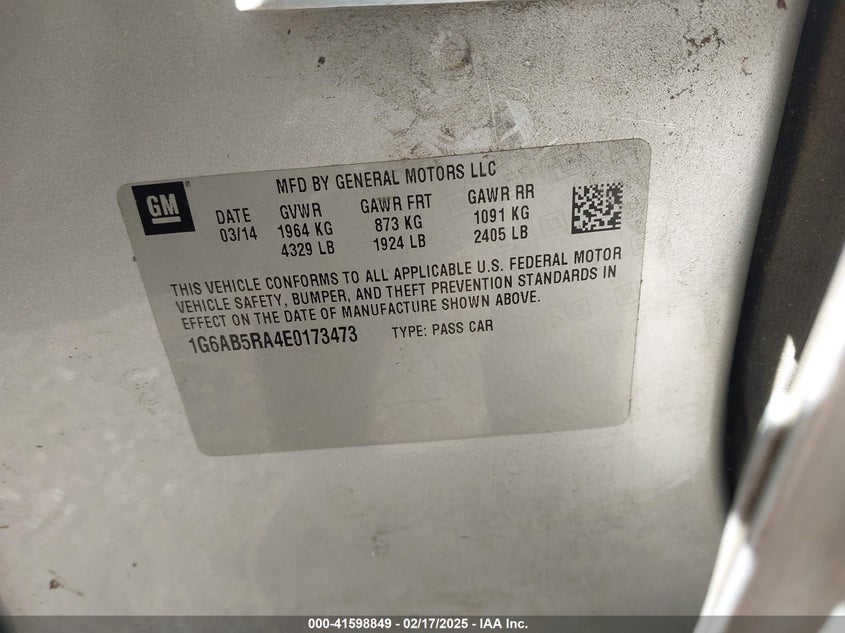 MFD BY GENERAL MOTORS LLC
GM
DATE GVWR GAWR FRT GAWR RR
03/14 1964 KG 873 KG 1091 KG
4329 LB 1924 LB 2405 LB
THIS VEHICLE CONFORMS TO ALL APPLICABLE U.S. FEDERAL MOTOR
VEHICLE SAFETY, BUMPER, AND THEFT PREVENTION STANDARDS IN
EFFECT ON THE DATE OF MANUFACTURE SHOWN ABOVE.
1G6AB5RA4E0173473 TYPE: PASS CAR
000-41598849 - 02/17/2025 - IAA Inc.